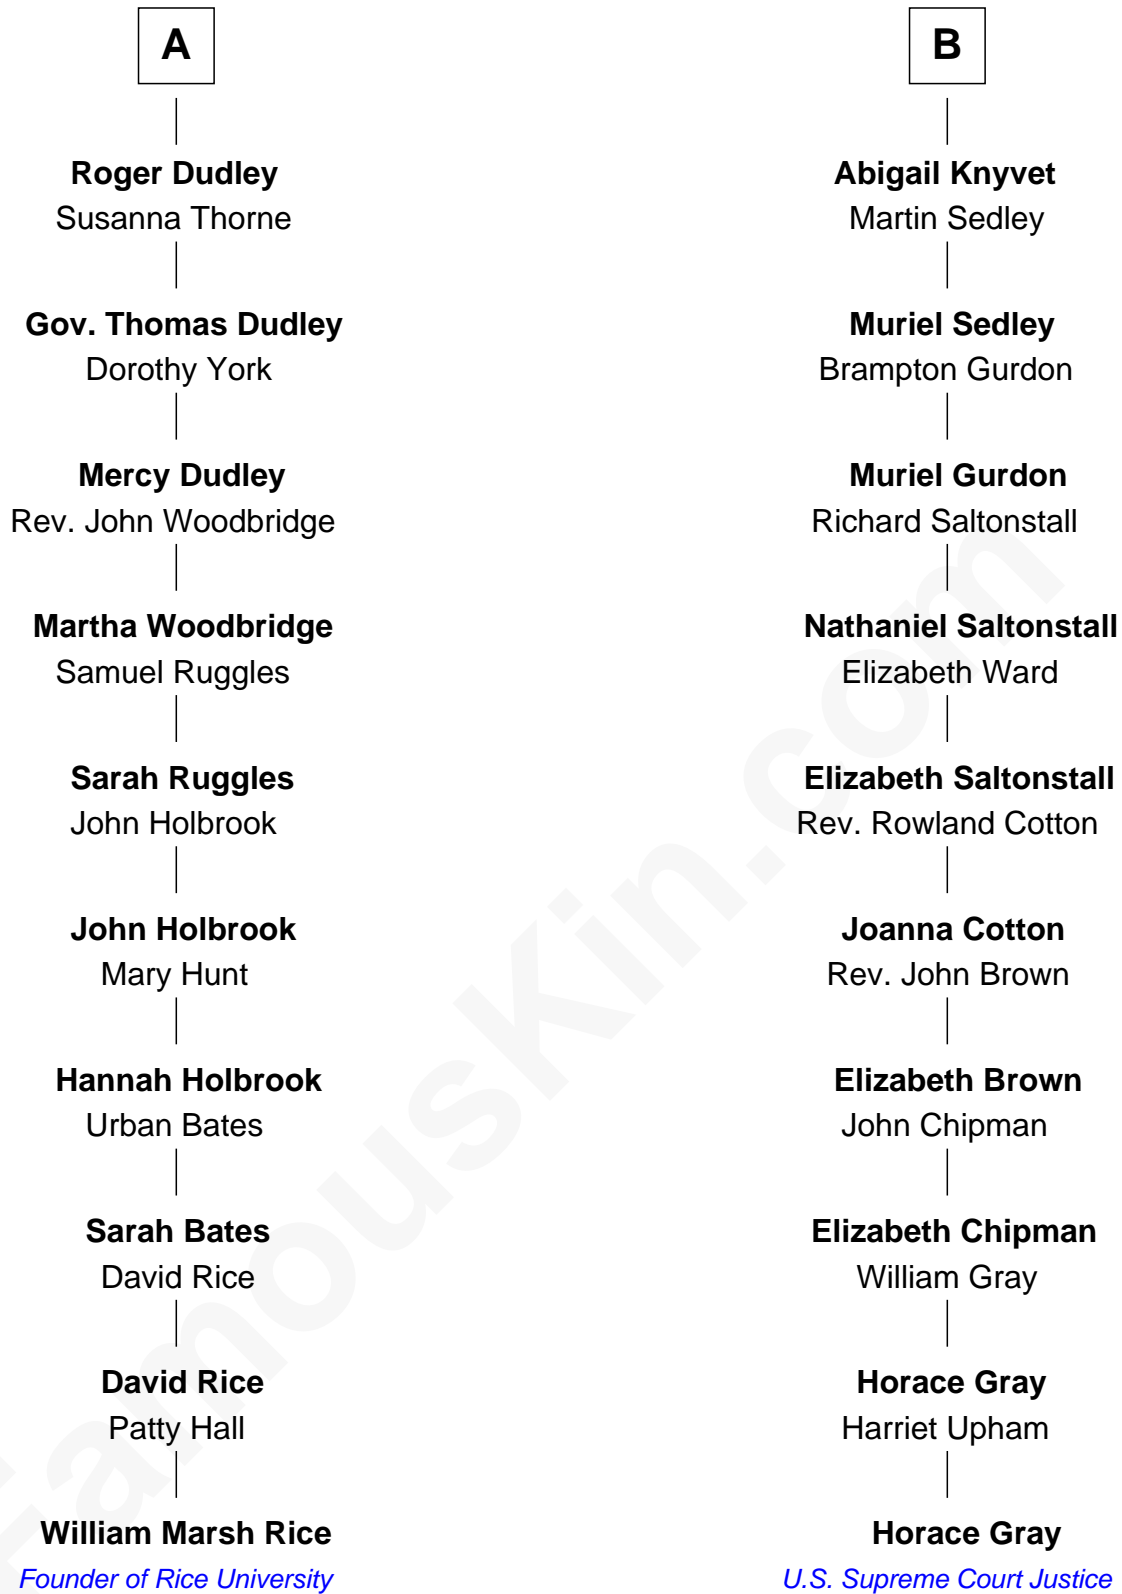 A
B
Roger Dudley
Susanna Thorne
Abigail Knyvet
Martin Sedley
Gov. Thomas Dudley
Dorothy York
Muriel Sedley
Brampton Gurdon
Mercy Dudley
Rev. John Woodbridge
Muriel Gurdon
Richard Saltonstall
Martha Woodbridge
Samuel Ruggles
Nathaniel Saltonstall
Elizabeth Ward
Sarah Ruggles
John Holbrook
Elizabeth Saltonstall
Rev. Rowland Cotton
John Holbrook
Mary Hunt
Joanna Cotton
Rev. John Brown
Hannah Holbrook
Urban Bates
Elizabeth Brown
John Chipman
Sarah Bates
David Rice
Elizabeth Chipman
William Gray
David Rice
Patty Hall
Horace Gray
Harriet Upham
William Marsh Rice
Founder of Rice University
Horace Gray
U.S. Supreme Court Justice
FamousKin.com